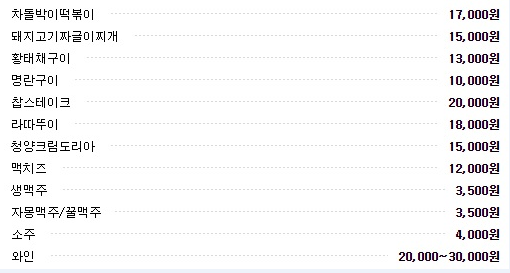 차돌박이떡볶이 17,000원
돼지고기짜글이찌개 15,000원
황태채구이 13,000원
명란구이 10,000원
찹스테이크 20,000원
라따뚜이 18,000원
청양크림도리아 15,000원
맥치즈 12,000원
생맥주 3,500원
자몽맥주/꿀맥주 3,500원
소주 4,000원
와인 20,000~30,000원